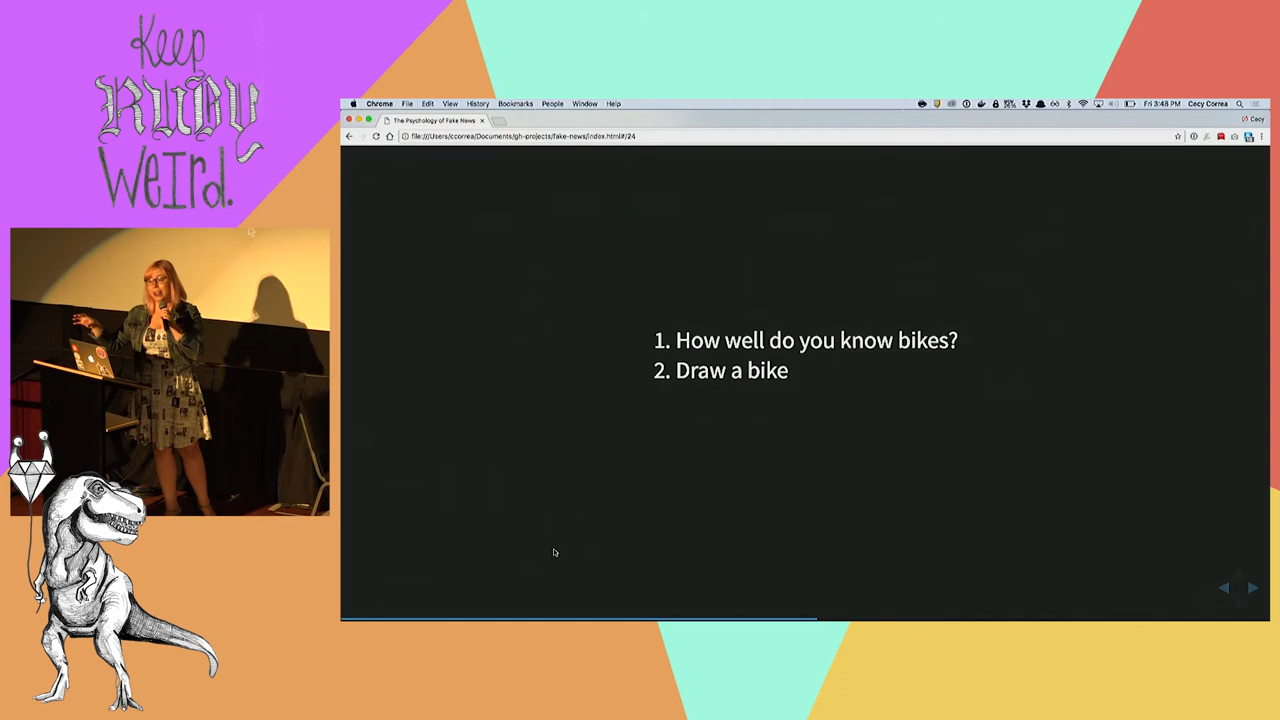 Keep
RUBY
WeIrd.
Chrome File Edit View History Bookmarks People Window Help
Fri 3:48 PM Cecy Correa
The Psychology of Fake News
Cecy
file:///Users/ccorrea/Documents/gh-projects/fake-news/index.html#/24
1. How well do you know bikes?
2. Draw a bike